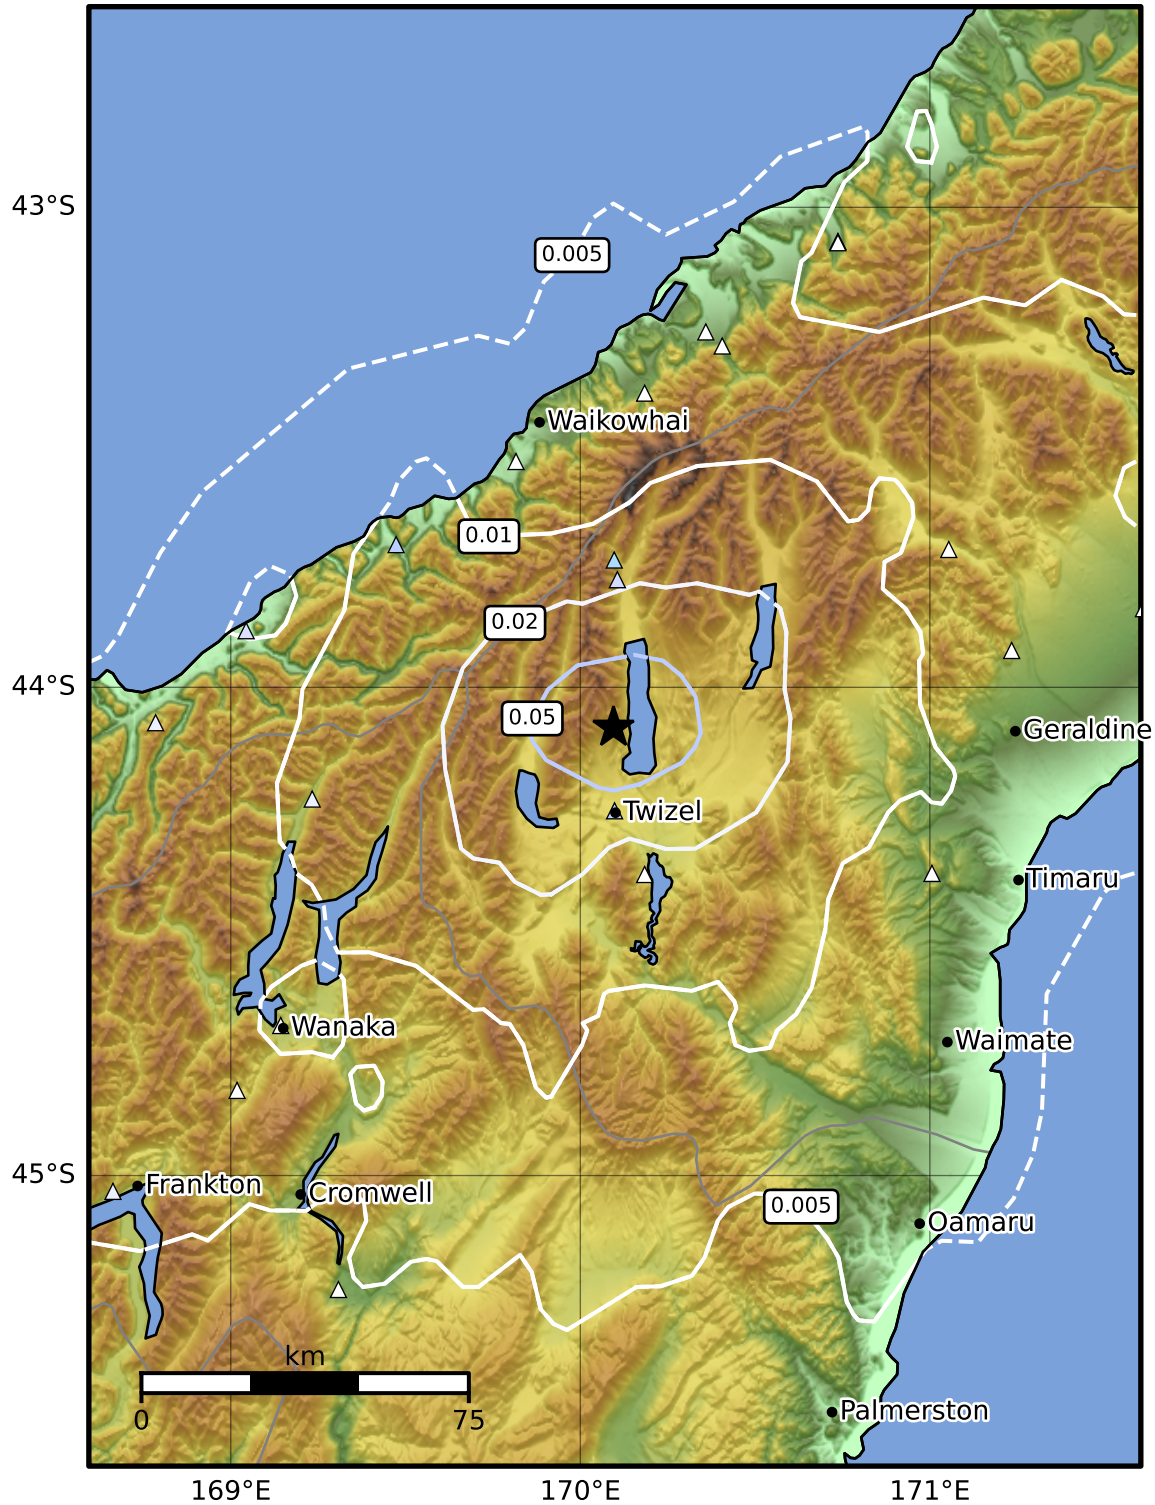 43°S
0.005
Waikowhai
0.01
0.02
44°S
0.05
Geraldine
Twizel
Timaru
Wanaka
Waimate
45°S
Frankton
Cromwell
0.005
Oamaru
km
0 75
Palmerston
169°E 170°E 171°E